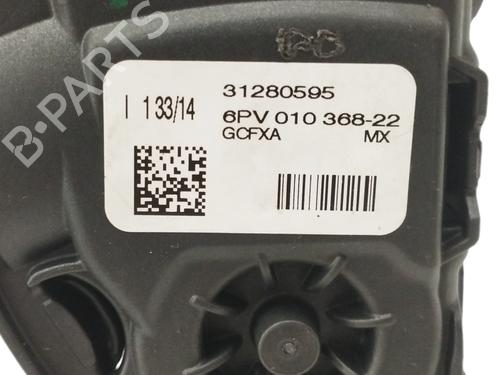 31280595
I 133/14
6PV 010 368-22
GCFXA MX
B-PARTS